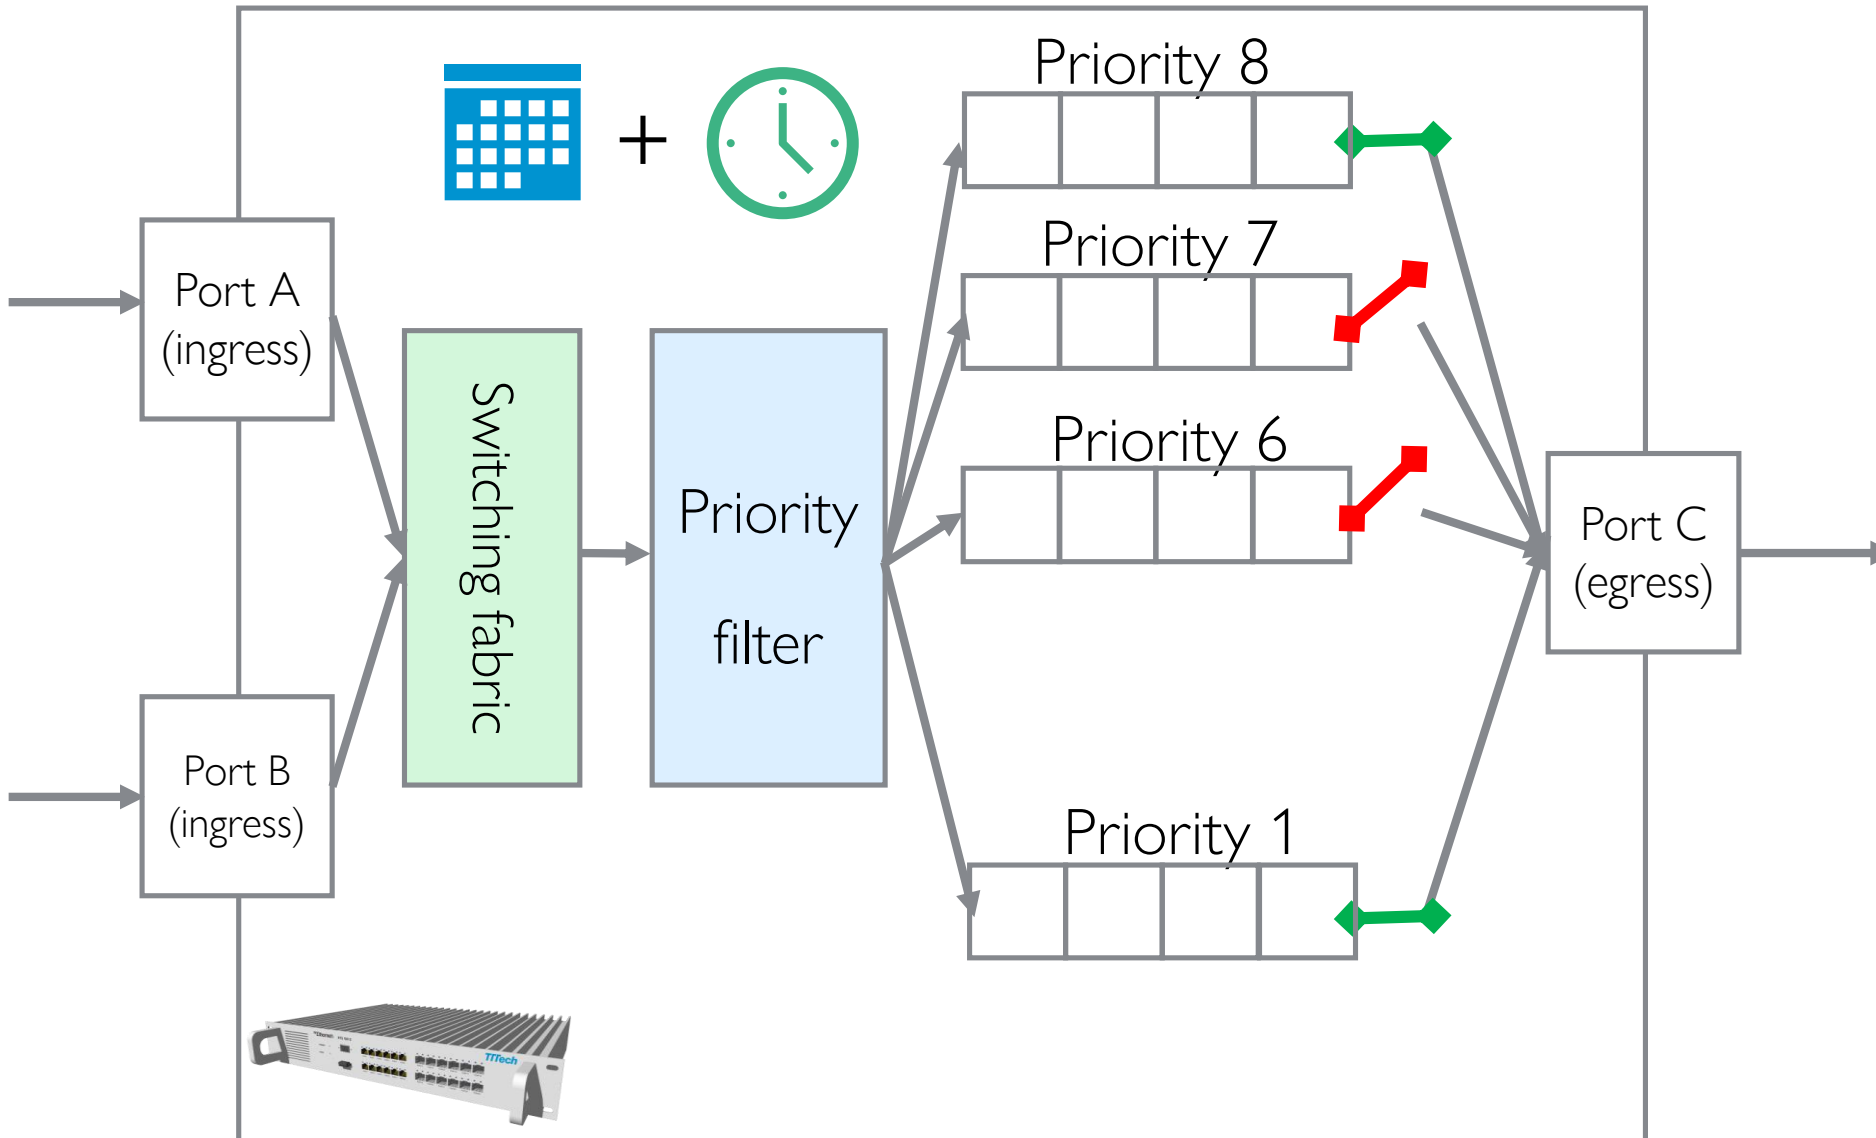 Priority 8
+
Priority 7
Port A
(ingress)
Switching fabric
Priority
filter
Priority 6
Port C
(egress)
Port B
(ingress)
Priority 1
TTTech